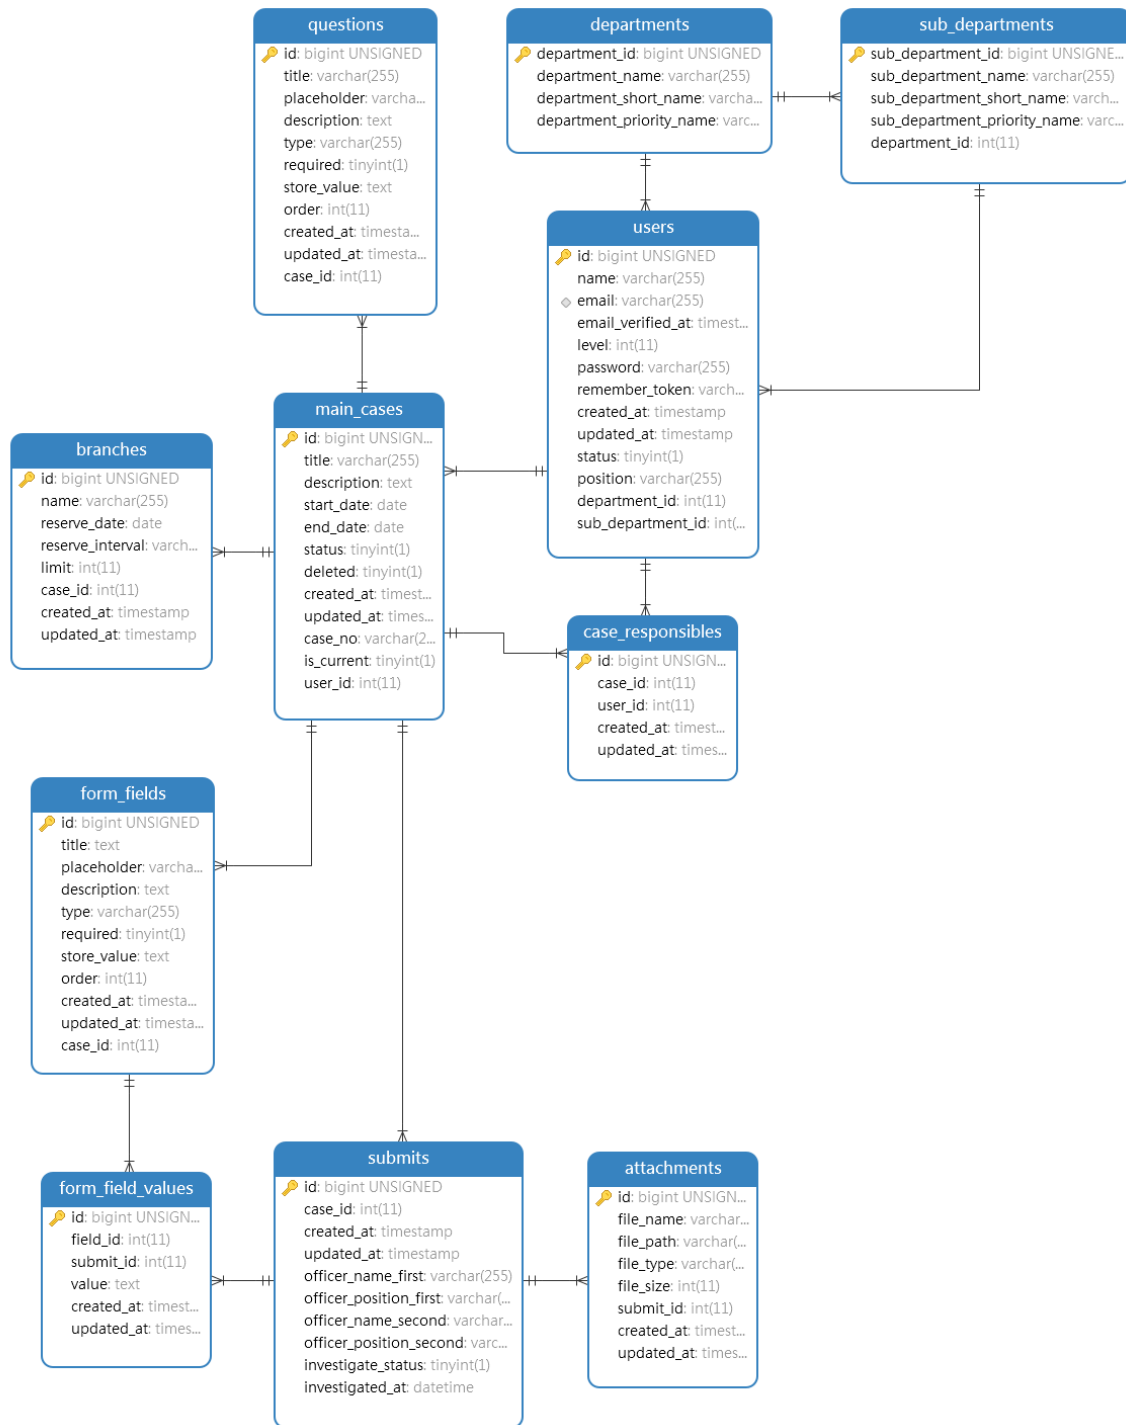 questions
id: bigint UNSIGNED
title: varchar(255)
placeholder: varcha...
description: text
type: varchar(255)
required: tinyint(1)
store_value: text
order: int(11)
created_at: timesta...
updated_at: timesta...
case_id: int(11)
departments
department_id: bigint UNSIGNED
department_name: varchar(255)
department_short_name: varcha...
department_priority_name: varc...
sub_departments
sub_department_id: bigint UNSIGNE...
sub_department_name: varchar(255)
sub_department_short_name: varch...
sub_department_priority_name: varc...
department_id: int(11)
users
id: bigint UNSIGNED
name: varchar(255)
email: varchar(255)
email_verified_at: timest...
level: int(11)
password: varchar(255)
remember_token: varch...
created_at: timestamp
updated_at: timestamp
status: tinyint(1)
position: varchar(255)
department_id: int(11)
sub_department_id: int(...
main_cases
id: bigint UNSIGN...
title: varchar(255)
description: text
start_date: date
end_date: date
status: tinyint(1)
deleted: tinyint(1)
created_at: timest...
updated_at: times...
case_no: varchar(2...
is_current: tinyint(1)
user_id: int(11)
branches
id: bigint UNSIGNED
name: varchar(255)
reserve_date: date
reserve_interval: varch...
limit: int(11)
case_id: int(11)
created_at: timestamp
updated_at: timestamp
case_responsibles
id: bigint UNSIGN...
case_id: int(11)
user_id: int(11)
created_at: timest...
updated_at: times...
form_fields
id: bigint UNSIGNED
title: text
placeholder: varcha...
description: text
type: varchar(255)
required: tinyint(1)
store_value: text
order: int(11)
created_at: timesta...
updated_at: timesta...
case_id: int(11)
form_field_values
id: bigint UNSIGN...
field_id: int(11)
submit_id: int(11)
value: text
created_at: timest...
updated_at: times...
submits
id: bigint UNSIGNED
case_id: int(11)
created_at: timestamp
updated_at: timestamp
officer_name_first: varchar(255)
officer_position_first: varchar(...
officer_name_second: varchar...
officer_position_second: varc...
investigate_status: tinyint(1)
investigated_at: datetime
attachments
id: bigint UNSIGN...
file_name: varchar...
file_path: varchar(...
file_type: varchar(...
file_size: int(11)
submit_id: int(11)
created_at: timest...
updated_at: times...